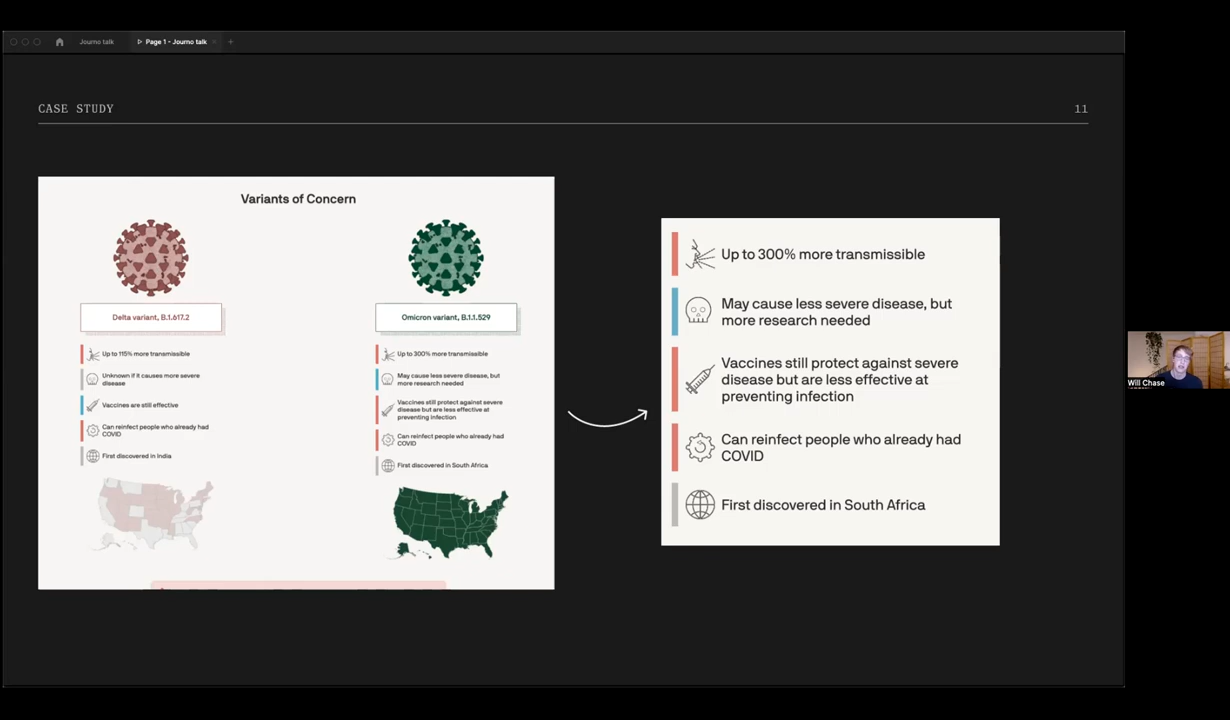 Journo talk
Page 1 - Journo talk
CASE STUDY
11
Variants of Concern
Delta variant, B.1.617.2
Up to 115% more transmissible
Unknown if it causes more severe
disease
Vaccines are still effective
Can reinfect people who already had
COVID
First discovered in India
Omicron variant, B.1.1.529
Up to 300% more transmissible
May cause less severe disease, but
more research needed
Vaccines still protect against severe
disease but are less effective at
preventing infection
Can reinfect people who already had
COVID
First discovered in South Africa
Up to 300% more transmissible
May cause less severe disease, but
more research needed
Vaccines still protect against severe
disease but are less effective at
preventing infection
Can reinfect people who already had
COVID
First discovered in South Africa
Will Chase